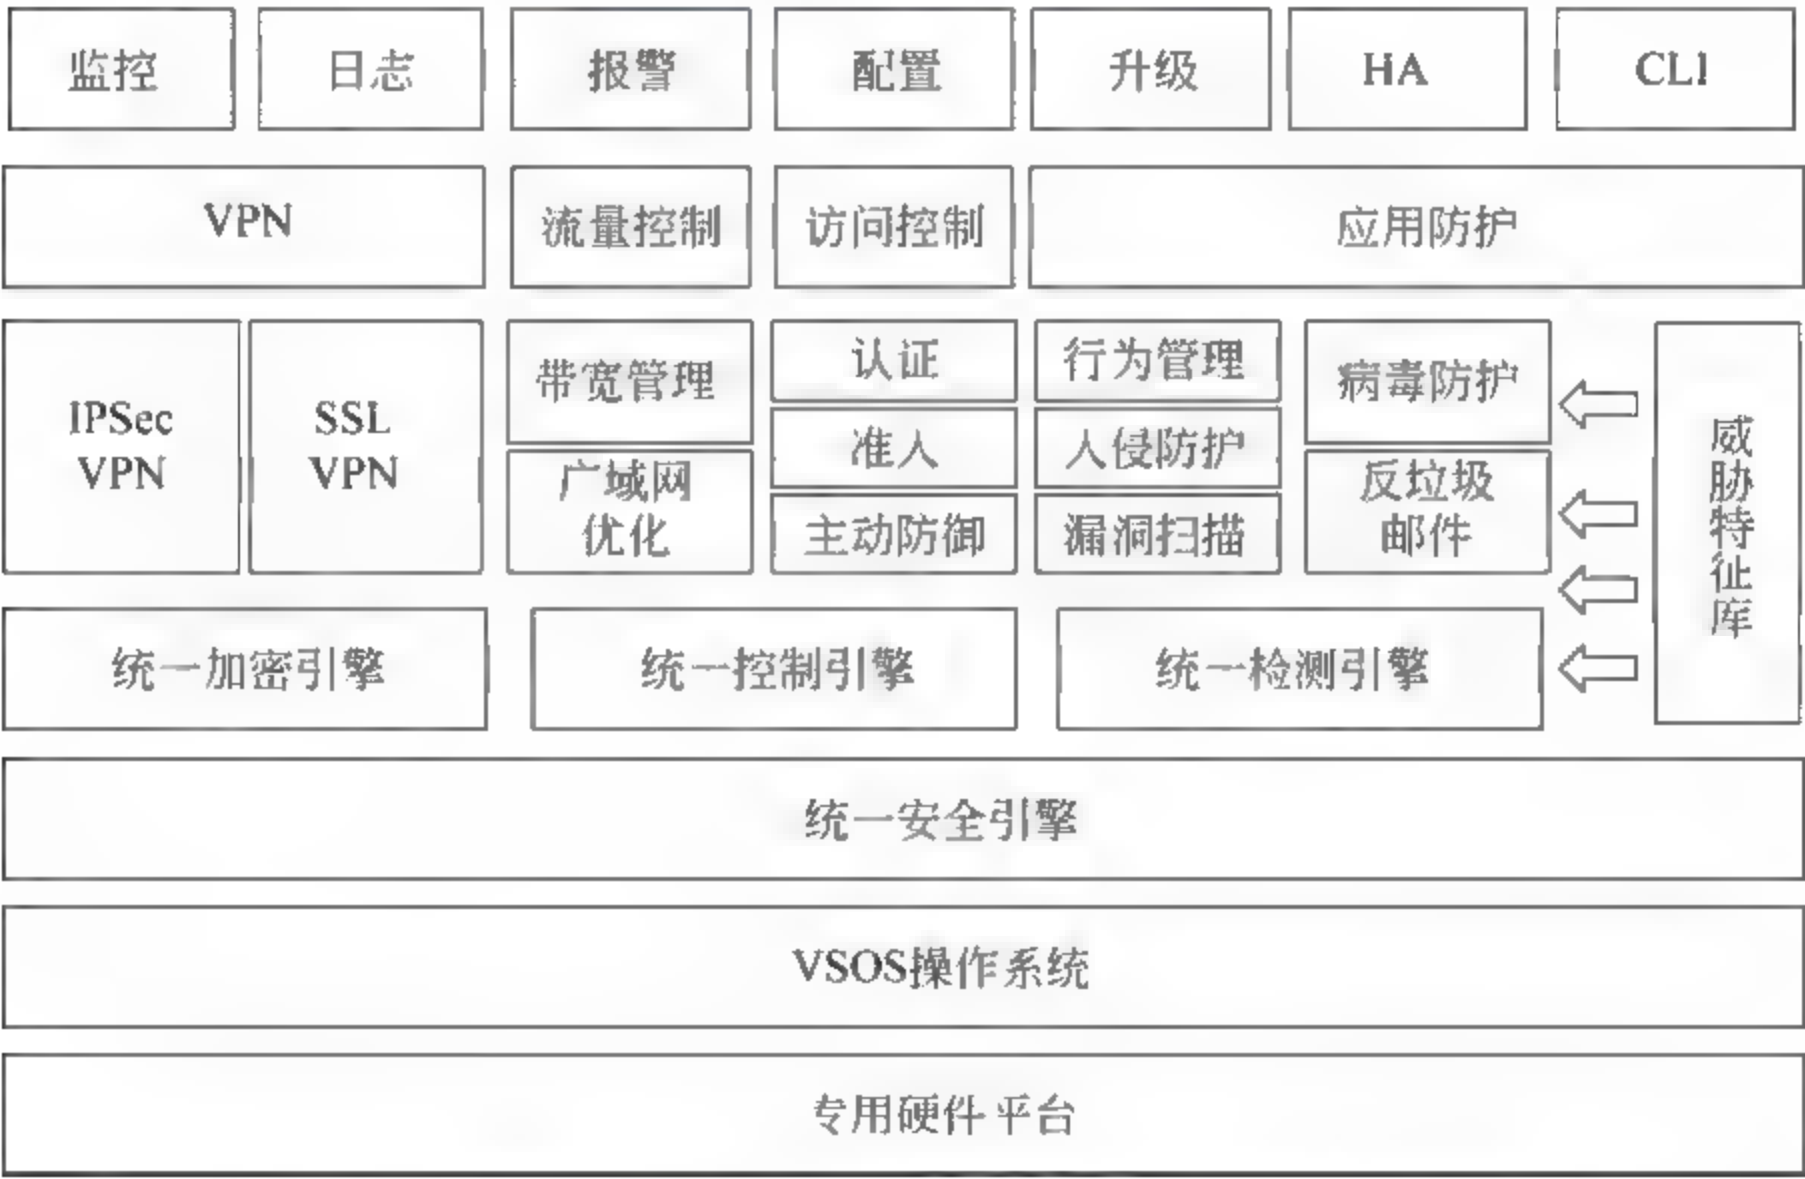 监控
日志
报警
配置
升级
HA
CLI
VPN
流量控制
访问控制
应用防护
IPSec
VPN
SSL
VPN
带宽管理
广域网
优化
认证
准人
主动防御
行为管理
人侵防护
漏洞扫描
病毒防护
反垃圾
邮件
威胁特征库
统一加密引擎
统一控制引擎
统一检测引擎
统一安全引擎
VSOS操作系统
专用硬件平台